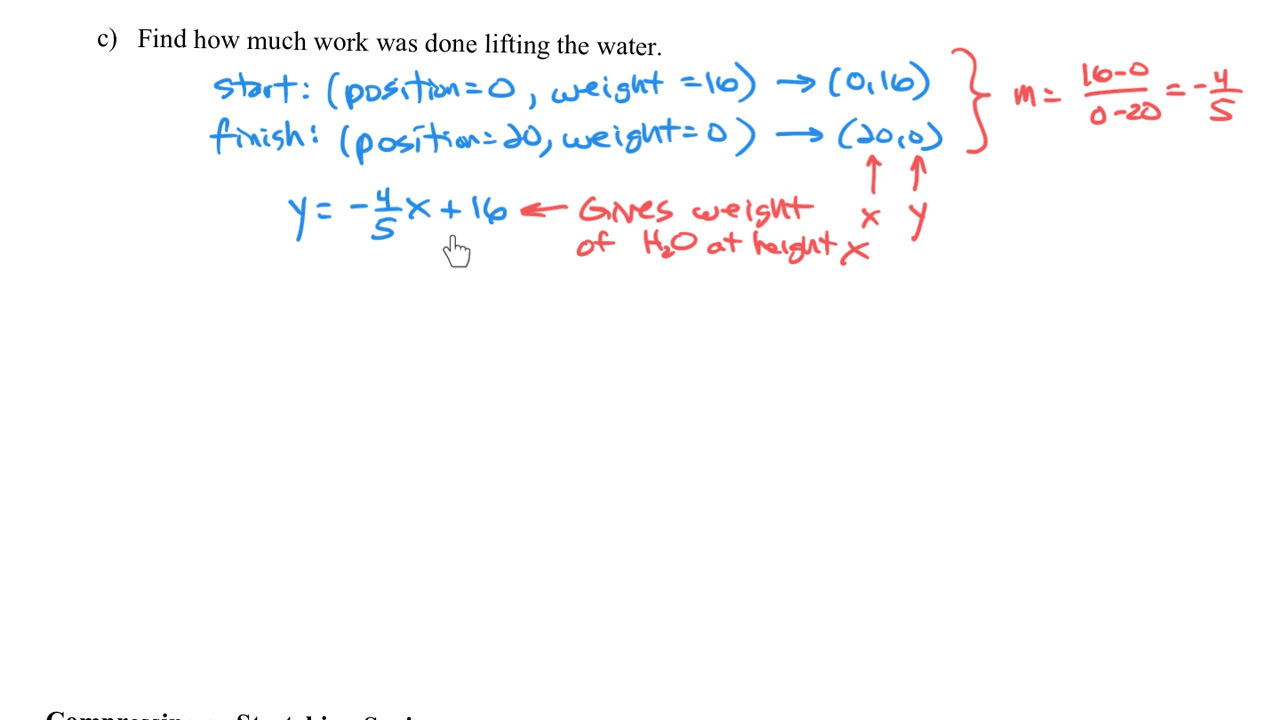 c) Find how much work was done lifting the water.
start: (position=0, weight=16) → (0,16)
finish: (position=20, weight=0) → (20,0)
m = 16-0 / 0-20 = -4/5
↑ ↑
x y
y = -4/5 x + 16 ← Gives weight
of H₂O at height x